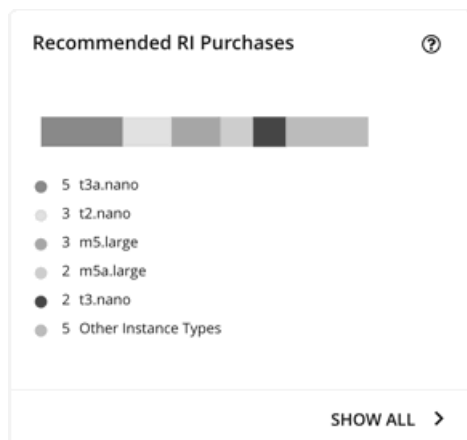 Recommended RI Purchases ?
5 t3a.nano
3 t2.nano
3 m5.large
2 m5a.large
2 t3.nano
5 Other Instance Types
SHOW ALL >